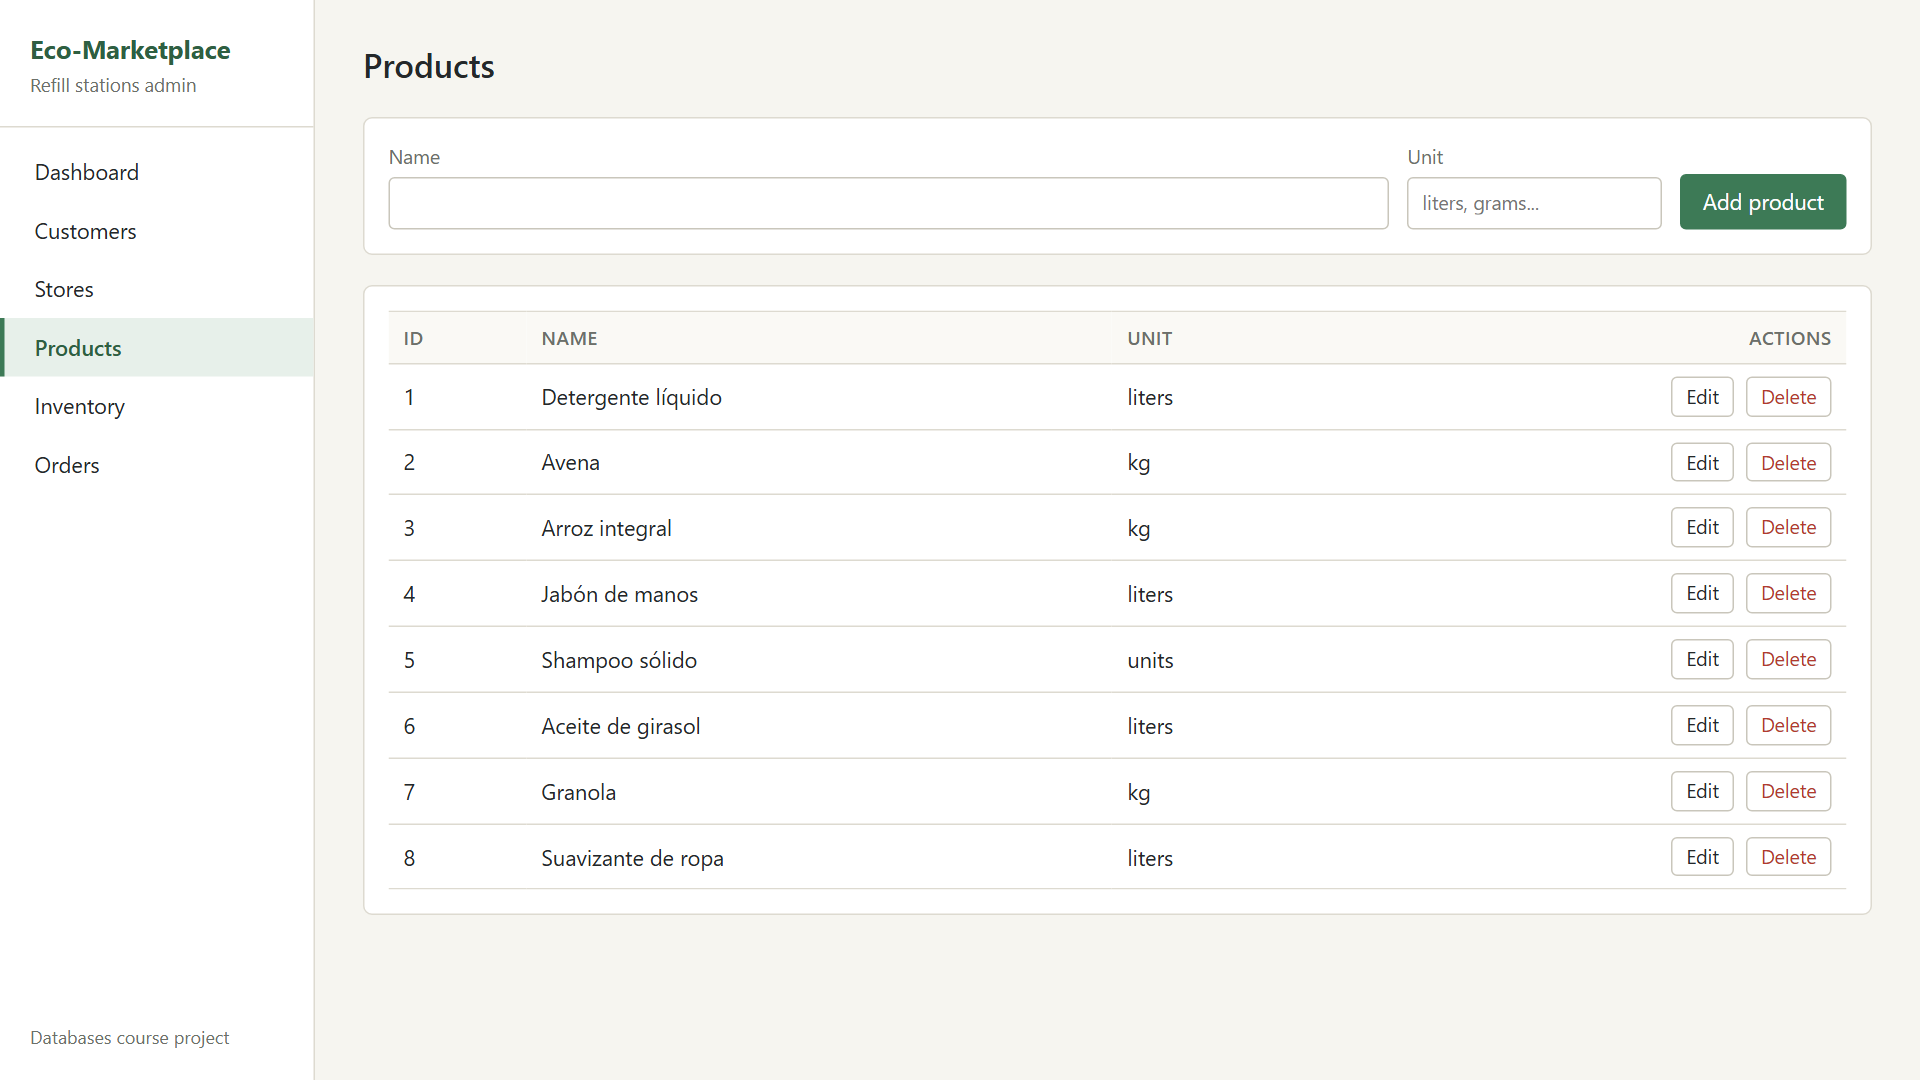 Eco-Marketplace
Refill stations admin
Dashboard
Customers
Stores
Products
Inventory
Orders
Databases course project
Products
Name
Unit
liters, grams...
Add product
ID NAME UNIT ACTIONS
1 Detergente líquido liters Edit Delete
2 Avena kg Edit Delete
3 Arroz integral kg Edit Delete
4 Jabón de manos liters Edit Delete
5 Shampoo sólido units Edit Delete
6 Aceite de girasol liters Edit Delete
7 Granola kg Edit Delete
8 Suavizante de ropa liters Edit Delete